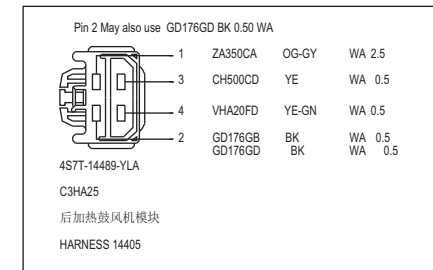 Pin 2 May also use GD176GD BK 0.50 WA
1 ZA350CA OG-GY WA 2.5
3 CH500CD YE WA 0.5
4 VHA20FD YE-GN WA 0.5
2 GD176GB BK WA 0.5
GD176GD BK WA 0.5
4S7T-14489-YLA
C3HA25
后加热鼓风机模块
HARNESS 14405